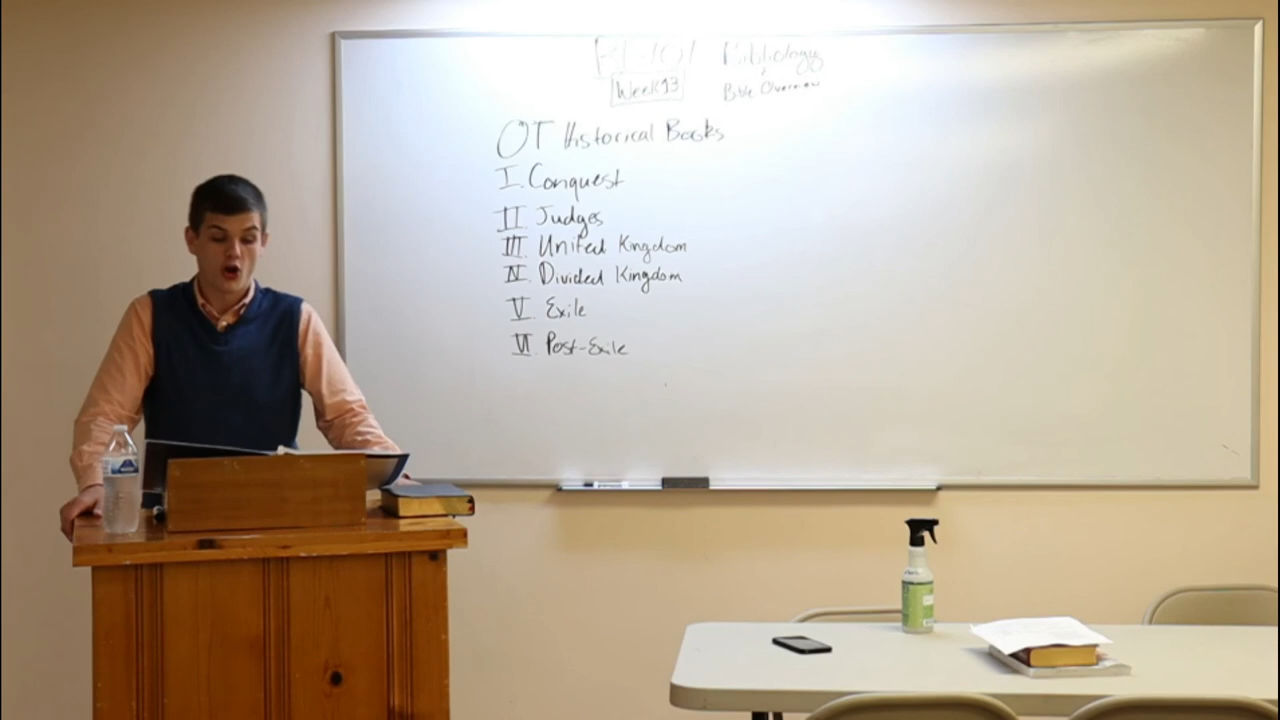 Bibliology
Week 13
Bible Overview
OT Historical Books
I. Conquest
II. Judges
III. United Kingdom
IV. Divided Kingdom
V. Exile
VI. Post-Exile